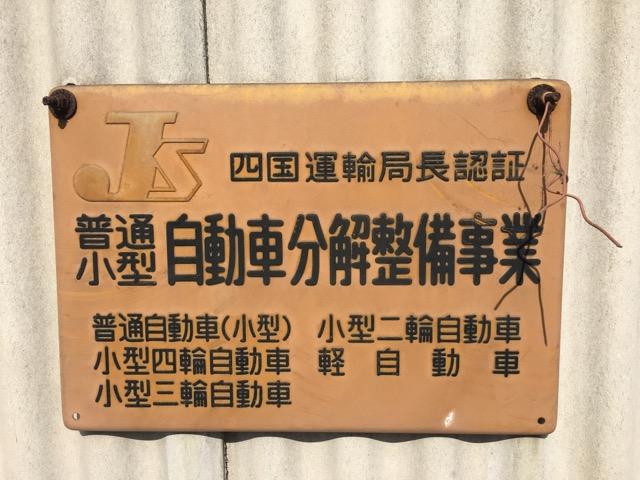 JS
四国運輸局長認証
普通
小型
自動車分解整備事業
普通自動車(小型) 小型二輪自動車
小型四輪自動車 軽自動車
小型三輪自動車